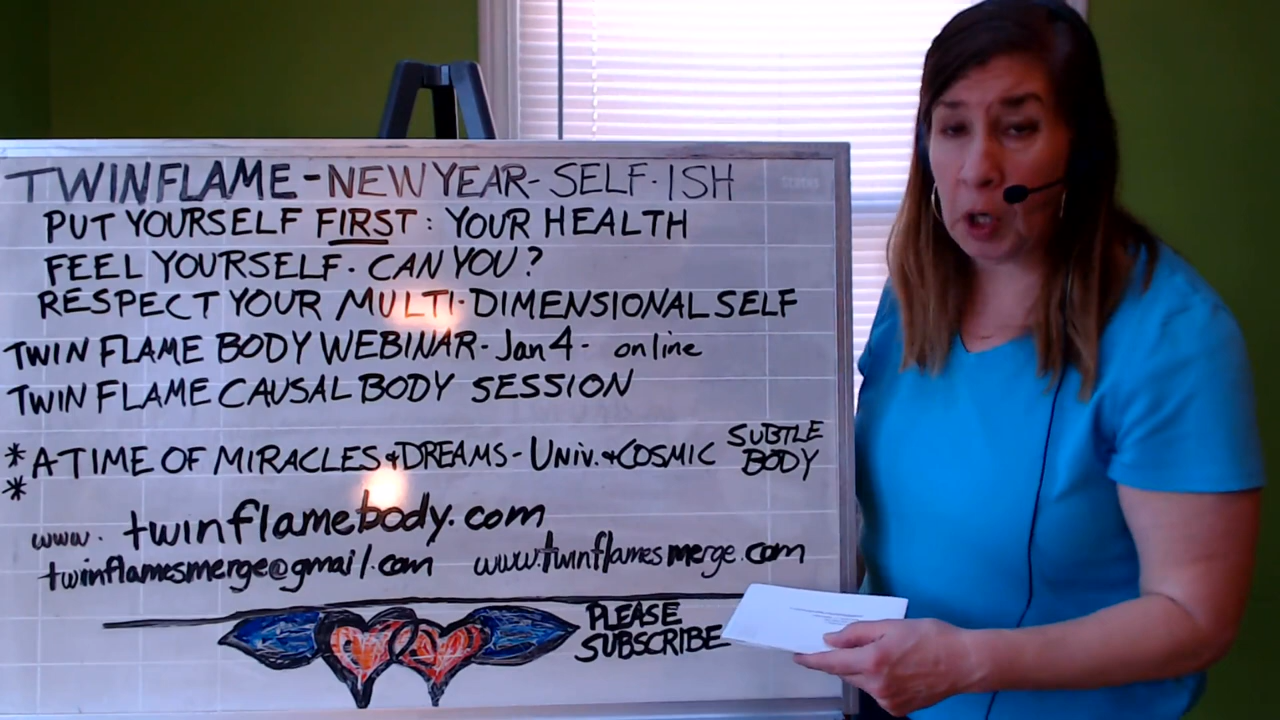 TWINFLAME-NEW YEAR-SELF-ISH
PUT YOURSELF FIRST: YOUR HEALTH
FEEL YOURSELF. CAN YOU?
RESPECT YOUR MULTI-DIMENSIONAL SELF
TWIN FLAME BODY WEBINAR-Jan 4- online
TWIN FLAME CAUSAL BODY SESSION
* A TIME OF MIRACLES & DREAMS-Univ. & COSMIC SUBTLE BODY
*
www. twinflamebody.com
twinflamesmerge@gmail.com www.twinflamesmerge.com
PLEASE
SUBSCRIBE